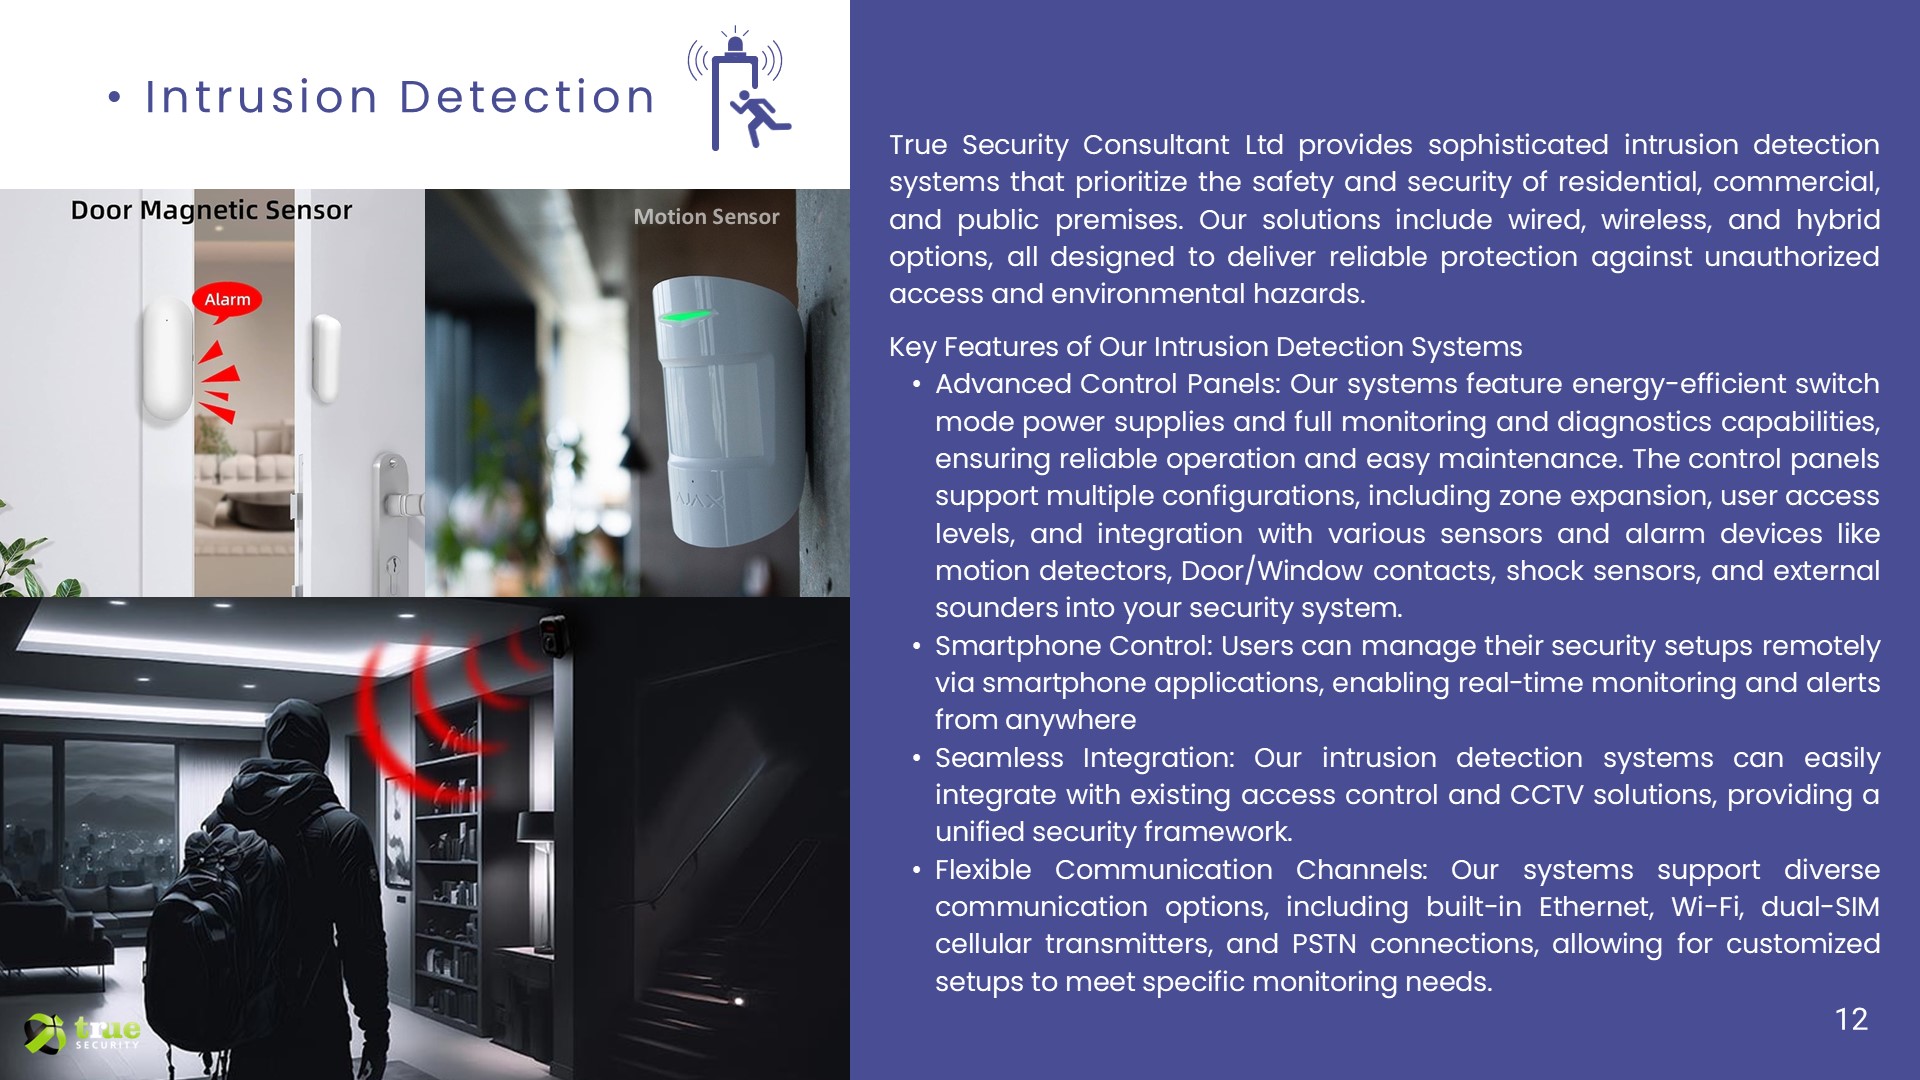 • Intrusion Detection
Door Magnetic Sensor
Alarm
Motion Sensor
AJAX
true
SECURITY
True Security Consultant Ltd provides sophisticated intrusion detection
systems that prioritize the safety and security of residential, commercial,
and public premises. Our solutions include wired, wireless, and hybrid
options, all designed to deliver reliable protection against unauthorized
access and environmental hazards.
Key Features of Our Intrusion Detection Systems
• Advanced Control Panels: Our systems feature energy-efficient switch
mode power supplies and full monitoring and diagnostics capabilities,
ensuring reliable operation and easy maintenance. The control panels
support multiple configurations, including zone expansion, user access
levels, and integration with various sensors and alarm devices like
motion detectors, Door/Window contacts, shock sensors, and external
sounders into your security system.
• Smartphone Control: Users can manage their security setups remotely
via smartphone applications, enabling real-time monitoring and alerts
from anywhere
• Seamless Integration: Our intrusion detection systems can easily
integrate with existing access control and CCTV solutions, providing a
unified security framework.
• Flexible Communication Channels: Our systems support diverse
communication options, including built-in Ethernet, Wi-Fi, dual-SIM
cellular transmitters, and PSTN connections, allowing for customized
setups to meet specific monitoring needs.
12